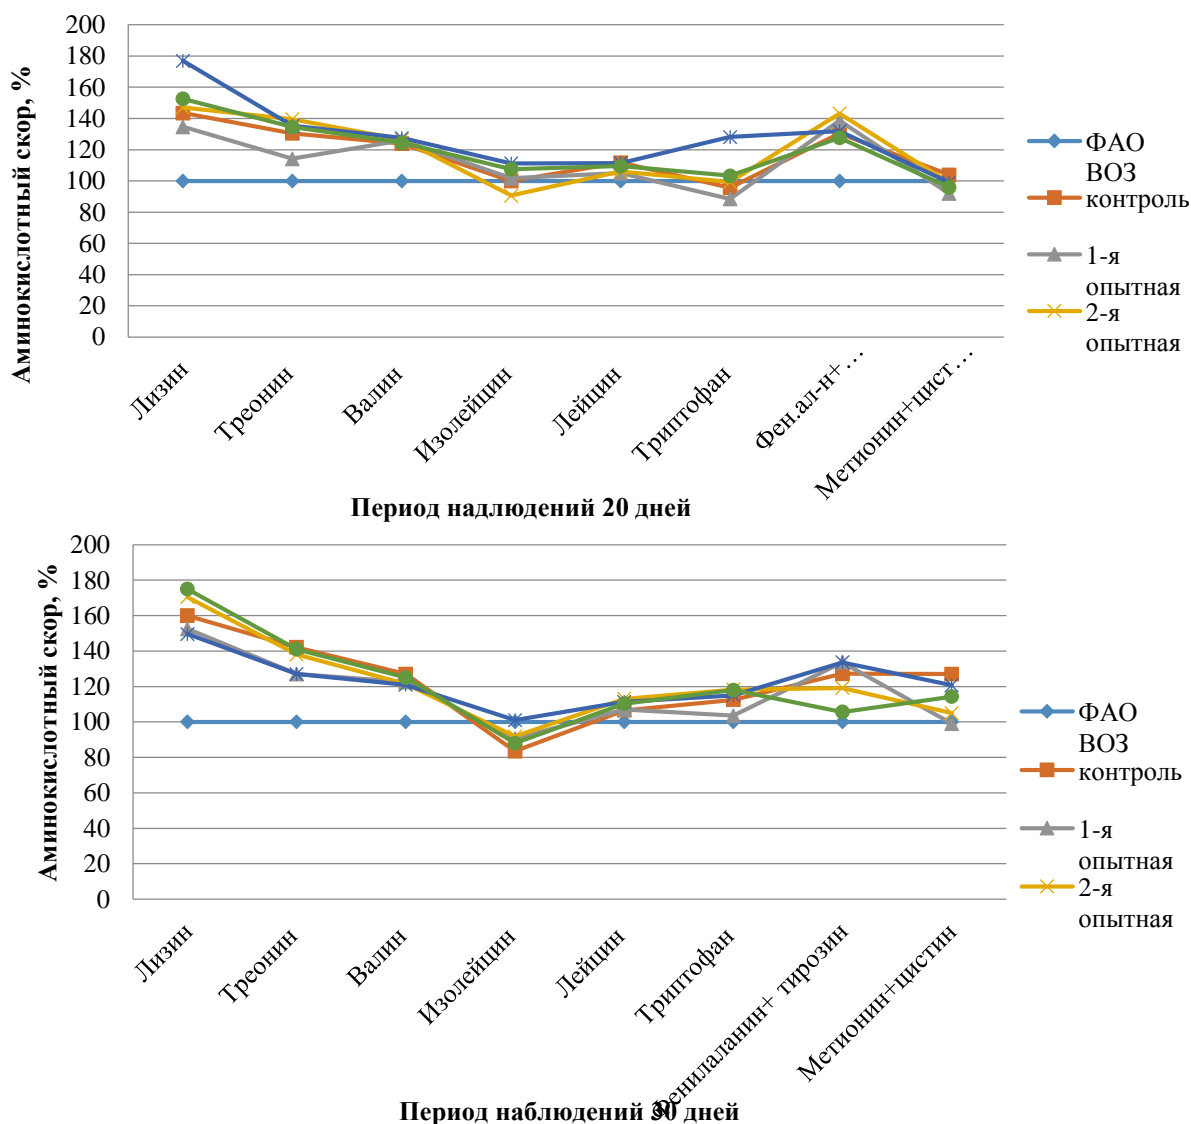 Аминокислотный скор, %
200
180
160
140
120
100
80
60
40
20
0
Лизин
Треонин
Валин
Изолейцин
Лейцин
Триптофан
Фен.ал-н+…
Метионин+цист…
ФАО
ВОЗ
контроль
1-я
опытная
2-я
опытная
Период надлюдений 20 дней
Аминокислотный скор, %
200
180
160
140
120
100
80
60
40
20
0
Лизин
Треонин
Валин
Изолейцин
Лейцин
Триптофан
Фенилаланин+ тирозин
Метионин+цистин
ФАО
ВОЗ
контроль
1-я
опытная
2-я
опытная
Период наблюдений 30 дней